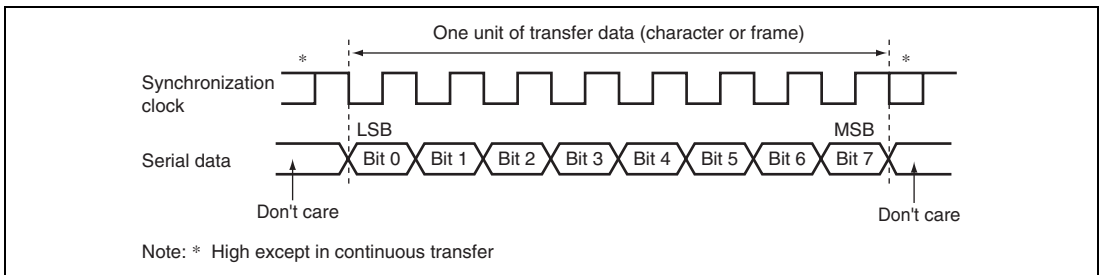 One unit of transfer data (character or frame)
* *
Synchronization
clock
LSB MSB
Serial data Bit 0 Bit 1 Bit 2 Bit 3 Bit 4 Bit 5 Bit 6 Bit 7
Don't care Don't care
Note: * High except in continuous transfer